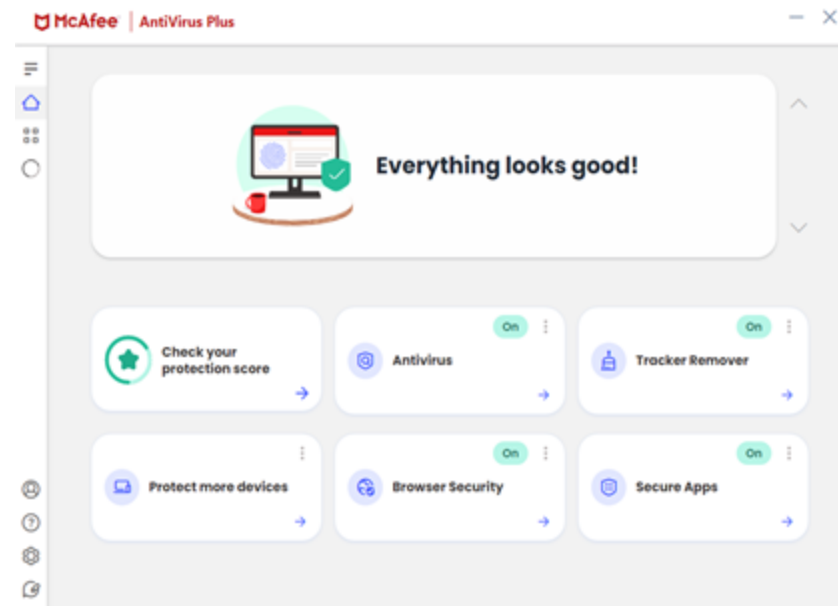 McAfee | AntiVirus Plus
Everything looks good!
Check your
protection score
On
Antivirus
On
Tracker Remover
Protect more devices
On
Browser Security
On
Secure Apps